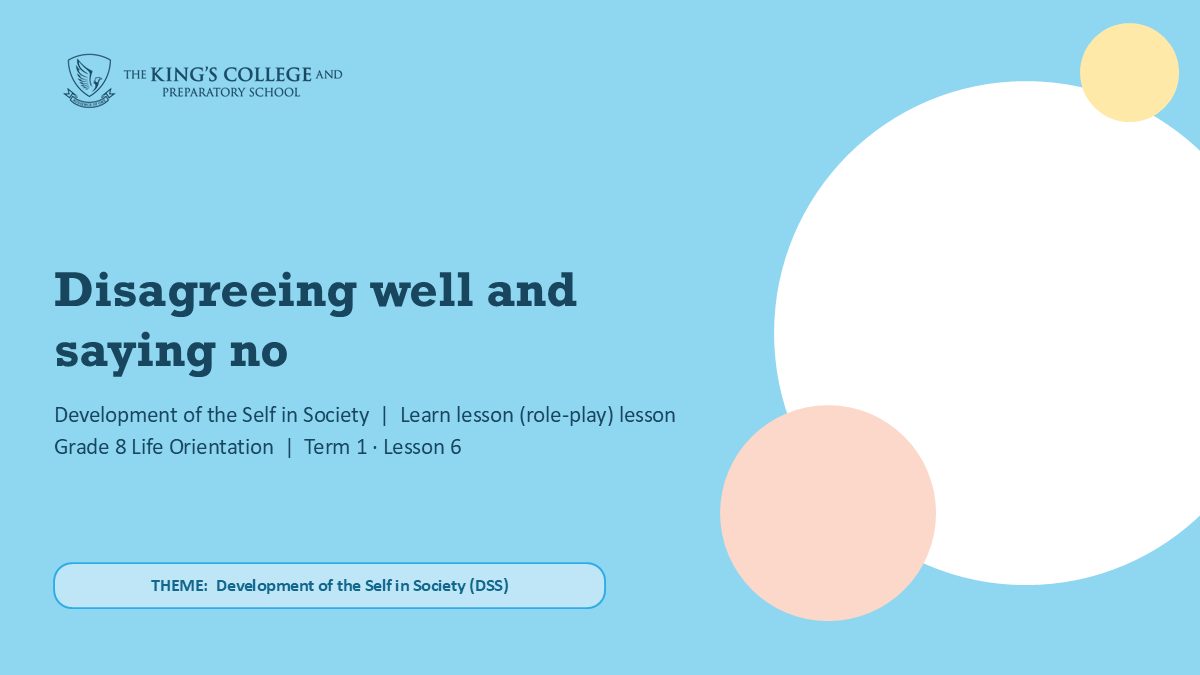 THE KING'S COLLEGE AND
PREPARATORY SCHOOL
Disagreeing well and
saying no
Development of the Self in Society | Learn lesson (role-play) lesson
Grade 8 Life Orientation | Term 1 · Lesson 6
THEME: Development of the Self in Society (DSS)